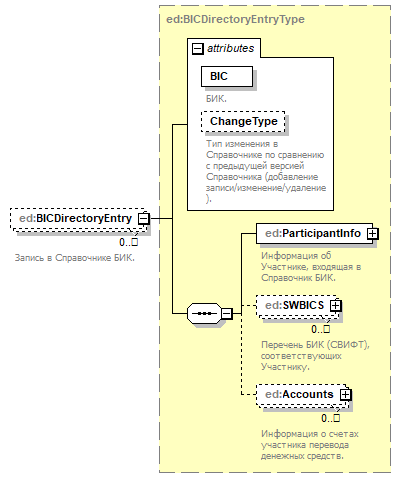 ed:BICDirectoryEntryType
attributes
BIC
БИК.
ChangeType
Тип изменения в
Справочнике по сравнению
с предыдущей версией
Справочника (добавление
записи/изменение/удаление
).
ed:BICDirectoryEntry
0..□
Запись в Справочнике БИК.
ed:ParticipantInfo
Информация об
Участнике, входящая в
Справочник БИК.
ed:SWBICS
0..□
Перечень БИК (СВИФТ),
соответствующих
Участнику.
ed:Accounts
0..□
Информация о счетах
участника перевода
денежных средств.